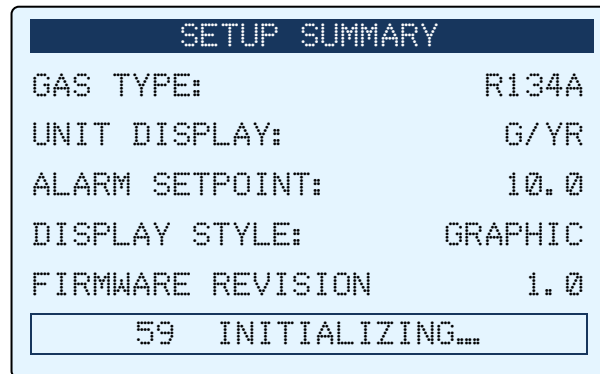 SETUP SUMMARY
GAS TYPE: R134A
UNIT DISPLAY: G/YR
ALARM SETPOINT: 10.0
DISPLAY STYLE: GRAPHIC
FIRMWARE REVISION 1.0
59 INITIALIZING…